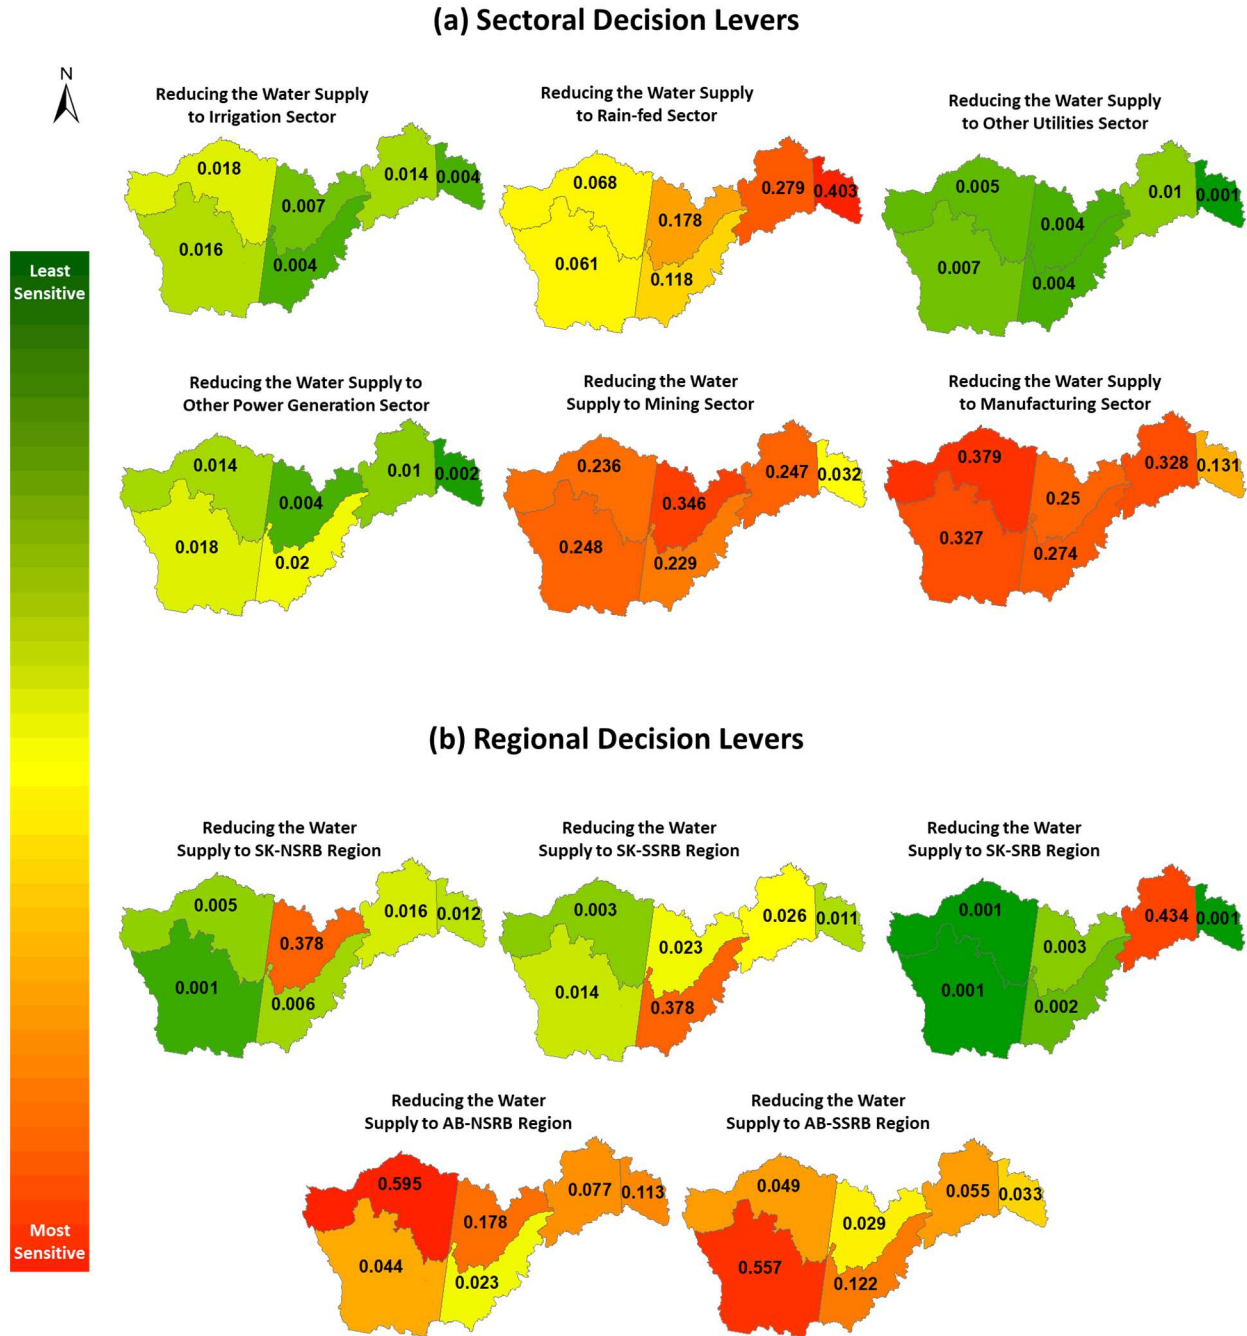 (a) Sectoral Decision Levers
N
Reducing the Water Supply
to Irrigation Sector
0.018
0.014
0.004
0.007
0.016
0.004
Reducing the Water Supply
to Rain-fed Sector
0.068
0.279
0.403
0.178
0.061
0.118
Reducing the Water Supply
to Other Utilities Sector
0.005
0.01
0.001
0.004
0.007
0.004
Least
Sensitive
Reducing the Water Supply to
Other Power Generation Sector
0.014
0.01
0.002
0.004
0.018
0.02
Reducing the Water
Supply to Mining Sector
0.236
0.247
0.032
0.346
0.248
0.229
Reducing the Water Supply
to Manufacturing Sector
0.379
0.328
0.131
0.25
0.327
0.274
(b) Regional Decision Levers
Reducing the Water
Supply to SK-NSRB Region
0.005
0.016
0.012
0.378
0.001
0.006
Reducing the Water
Supply to SK-SSRB Region
0.003
0.026
0.011
0.023
0.014
0.378
Reducing the Water
Supply to SK-SRB Region
0.001
0.434
0.001
0.003
0.001
0.002
Reducing the Water
Supply to AB-NSRB Region
0.595
0.077
0.113
0.178
0.044
0.023
Reducing the Water
Supply to AB-SSRB Region
0.049
0.055
0.033
0.029
0.557
0.122
Most
Sensitive